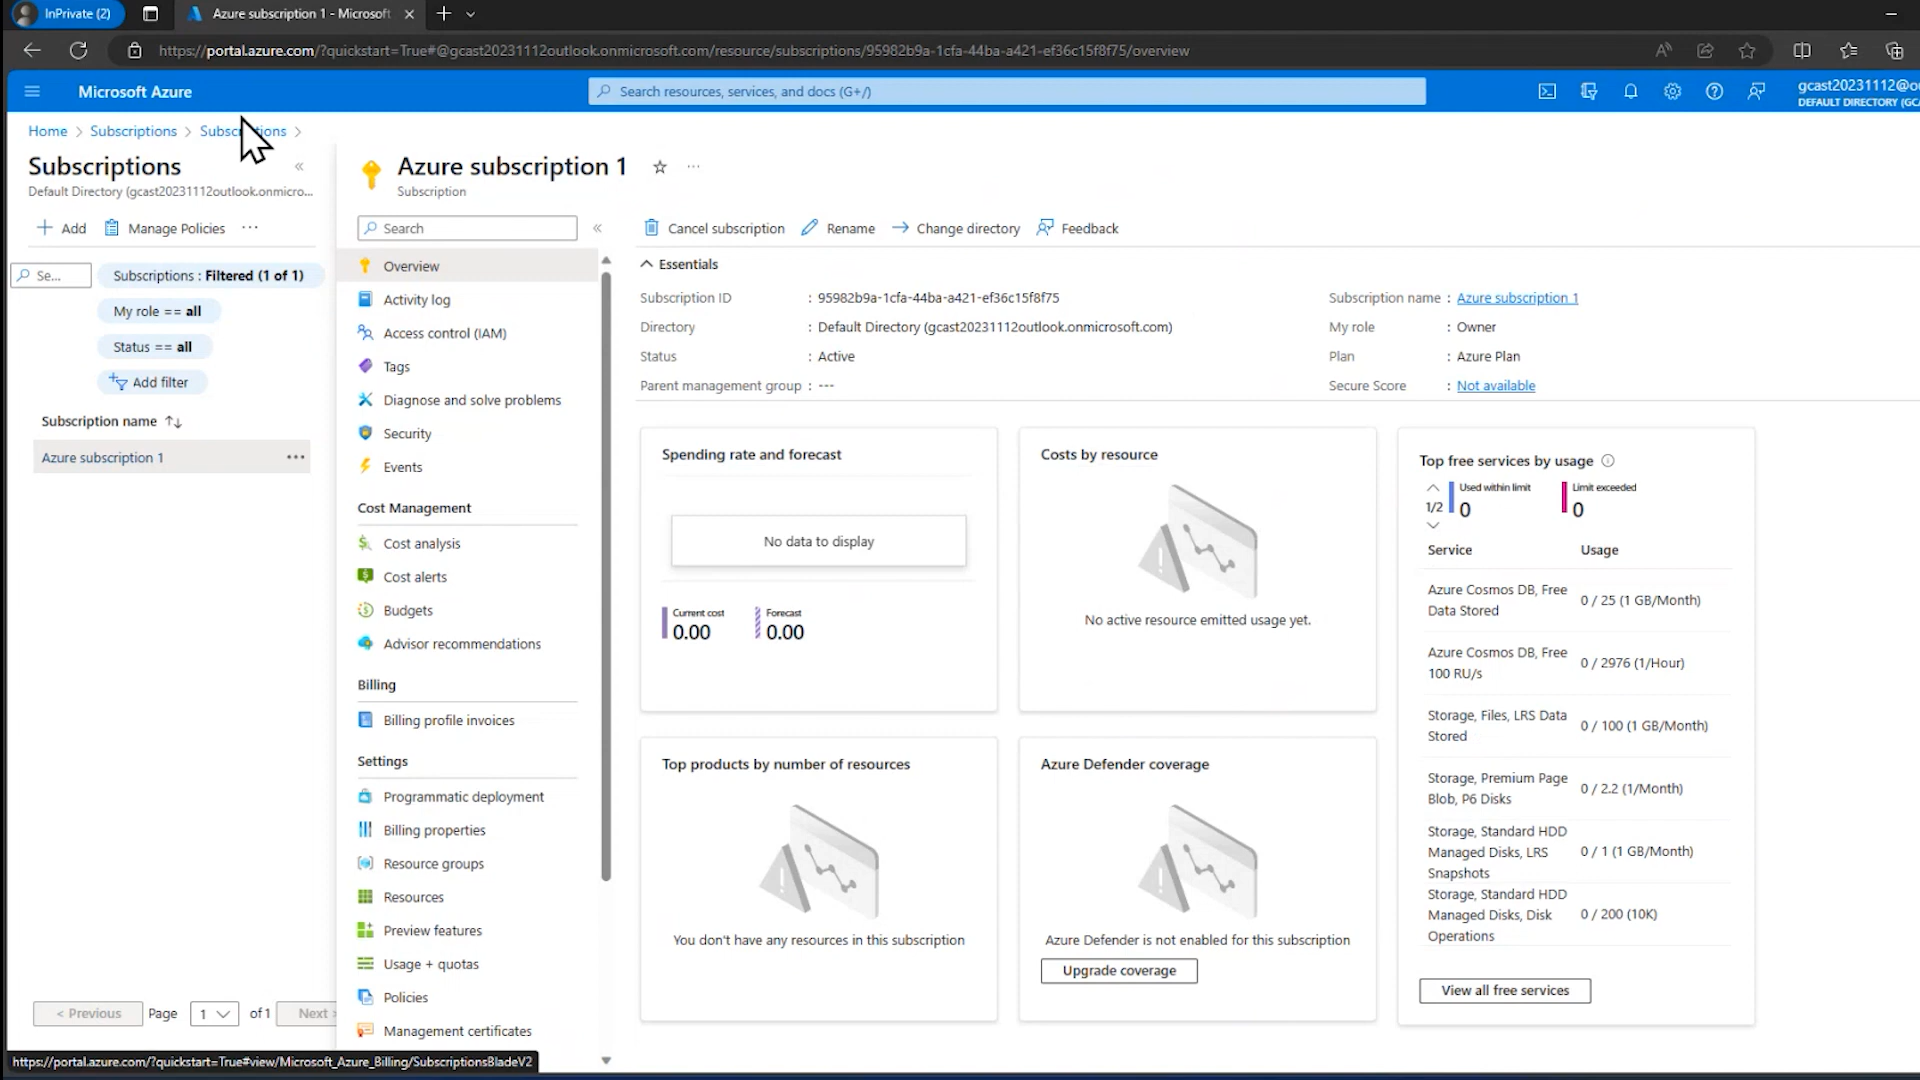 InPrivate (2)
Azure subscription 1 - Microsoft
https://portal.azure.com/?quickstart=True#@gcast20231112outlook.onmicrosoft.com/resource/subscriptions/95982b9a-1cfa-44ba-a421-ef36c15f8f75/overview
Microsoft Azure
Search resources, services, and docs (G+/)
gcast20231112@ou
DEFAULT DIRECTORY (GCA
Home > Subscriptions > Subscriptions >
Subscriptions
Default Directory (gcast20231112outlook.onmicro...
Add
Manage Policies
Se...
Subscriptions : Filtered (1 of 1)
My role == all
Status == all
Add filter
Subscription name
Azure subscription 1
< Previous
Page
1
of 1
Next >
https://portal.azure.com/?quickstart=True#view/Microsoft_Azure_Billing/SubscriptionsBladeV2
Azure subscription 1
Subscription
Search
Overview
Activity log
Access control (IAM)
Tags
Diagnose and solve problems
Security
Events
Cost Management
Cost analysis
Cost alerts
Budgets
Advisor recommendations
Billing
Billing profile invoices
Settings
Programmatic deployment
Billing properties
Resource groups
Resources
Preview features
Usage + quotas
Policies
Management certificates
Cancel subscription
Rename
Change directory
Feedback
Essentials
Subscription ID : 95982b9a-1cfa-44ba-a421-ef36c15f8f75
Directory : Default Directory (gcast20231112outlook.onmicrosoft.com)
Status : Active
Parent management group : ---
Subscription name : Azure subscription 1
My role : Owner
Plan : Azure Plan
Secure Score : Not available
Spending rate and forecast
No data to display
Current cost
0.00
Forecast
0.00
Costs by resource
No active resource emitted usage yet.
Top products by number of resources
You don't have any resources in this subscription
Azure Defender coverage
Azure Defender is not enabled for this subscription
Upgrade coverage
Top free services by usage
1/2
Used within limit
0
Limit exceeded
0
Service Usage
Azure Cosmos DB, Free
Data Stored
0 / 25 (1 GB/Month)
Azure Cosmos DB, Free
100 RU/s
0 / 2976 (1/Hour)
Storage, Files, LRS Data
Stored
0 / 100 (1 GB/Month)
Storage, Premium Page
Blob, P6 Disks
0 / 2.2 (1/Month)
Storage, Standard HDD
Managed Disks, LRS
Snapshots
0 / 1 (1 GB/Month)
Storage, Standard HDD
Managed Disks, Disk
Operations
0 / 200 (10K)
View all free services